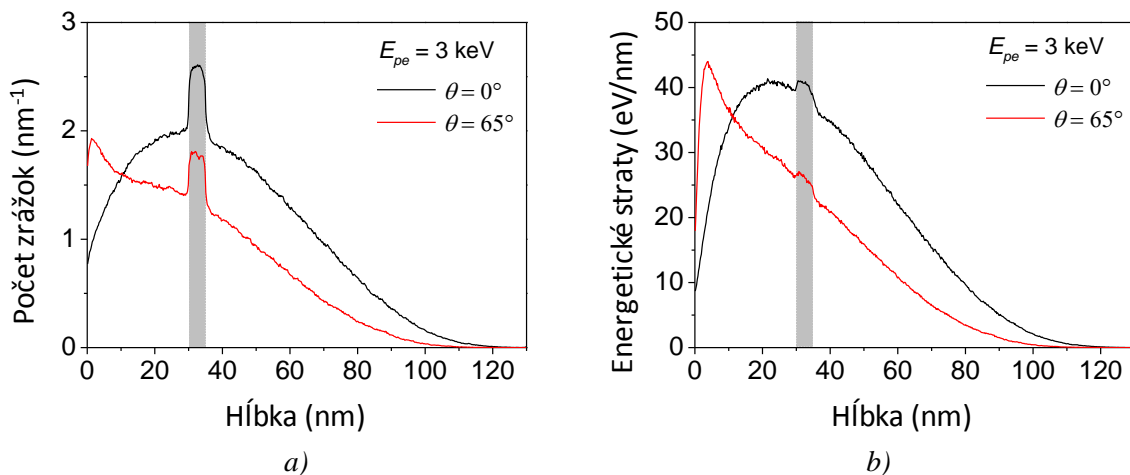 3
2
1
0
Počet zrážok (nm⁻¹)
E_pe = 3 keV
θ = 0°
θ = 65°
0 20 40 60 80 100 120
Hĺbka (nm)
a)
50
40
30
20
10
0
Energetické straty (eV/nm)
E_pe = 3 keV
θ = 0°
θ = 65°
0 20 40 60 80 100 120
Hĺbka (nm)
b)